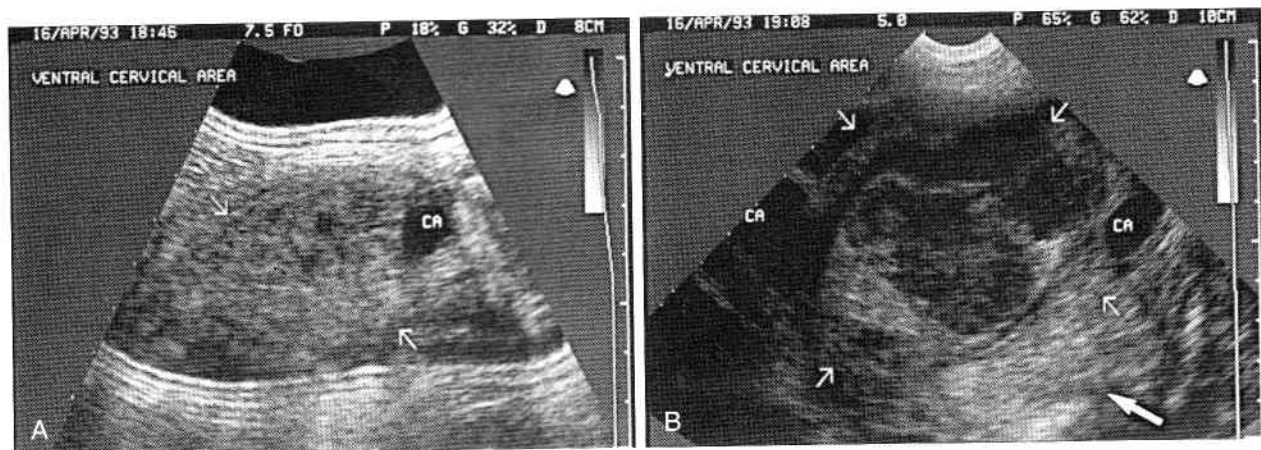 16/APR/93 18:46 7.5 FD P 18% G 32% D 8CM
VENTRAL CERVICAL AREA
CA
A
16/APR/93 19:08 5.0 P 65% G 62% D 10CM
VENTRAL CERVICAL AREA
CA
CA
B